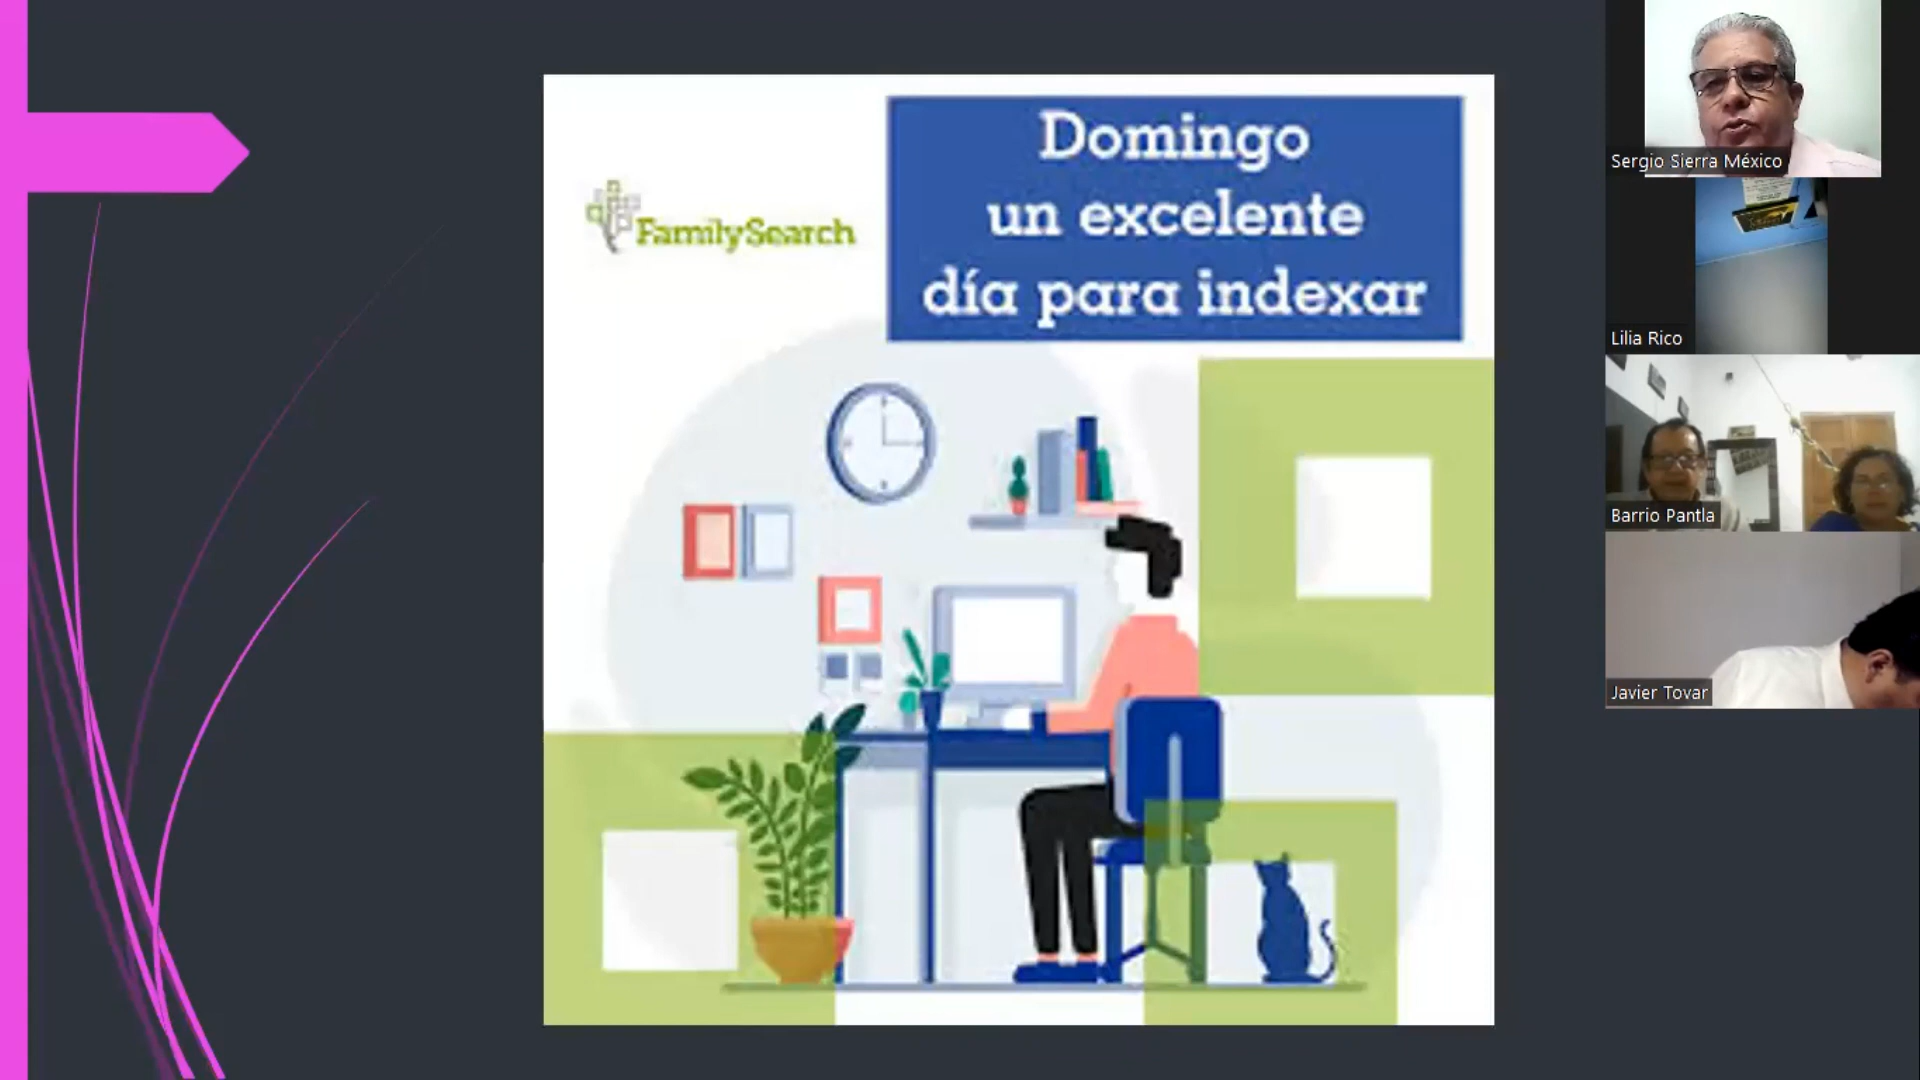 Domingo
un excelente
día para indexar
FamilySearch
Sergio Sierra México
Lilia Rico
Barrio Pantla
Javier Tovar